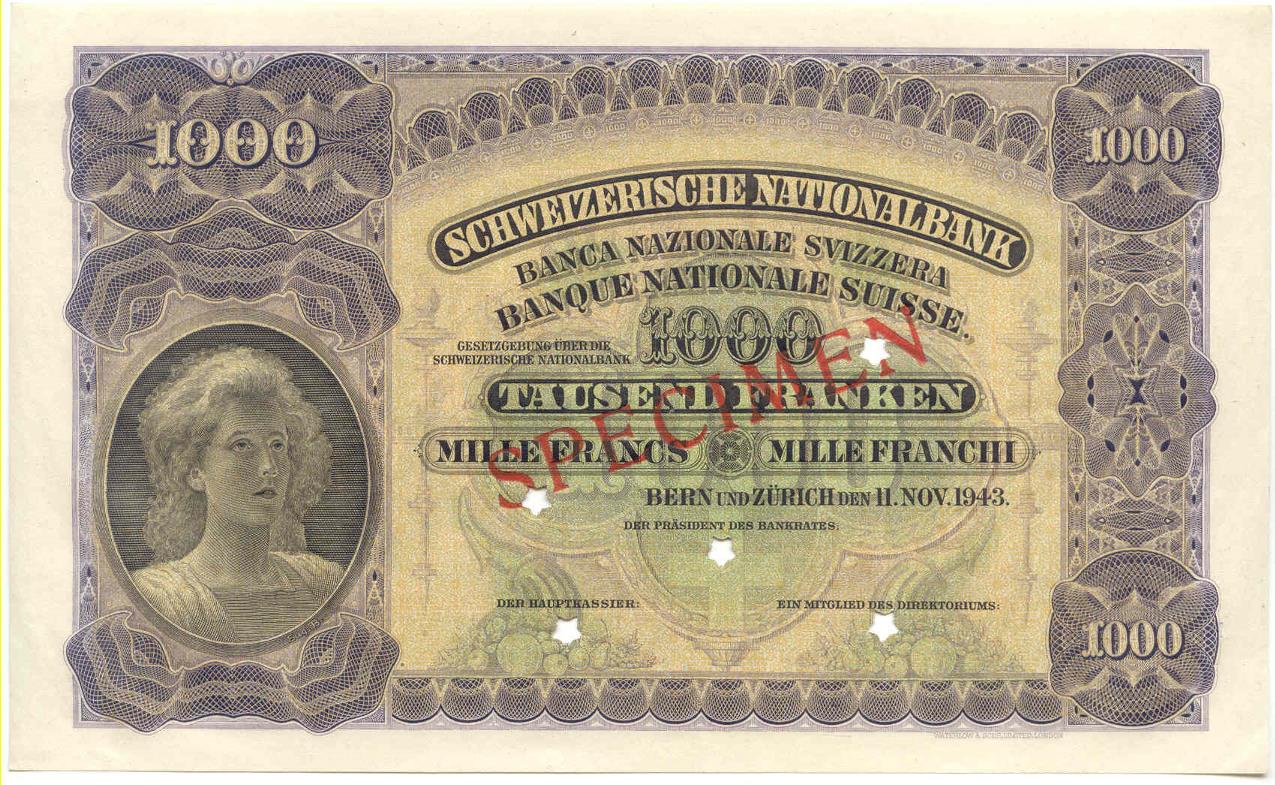 1000
1000
SCHWEIZERISCHE NATIONALBANK
BANCA NAZIONALE SVIZZERA
BANQUE NATIONALE SUISSE.
GESETZGEBUNG ÜBER DIE
SCHWEIZERISCHE NATIONALBANK
1000
SPECIMEN
TAUSEND FRANKEN
MILLE FRANCS MILLE FRANCHI
BERN UND ZÜRICH DEN 11. NOV. 1943.
DER PRÄSIDENT DES BANKRATES:
DER HAUPTKASSIER: EIN MITGLIED DES DIREKTORIUMS:
1000
WATERLOW & SONS, LIMITED, LONDON